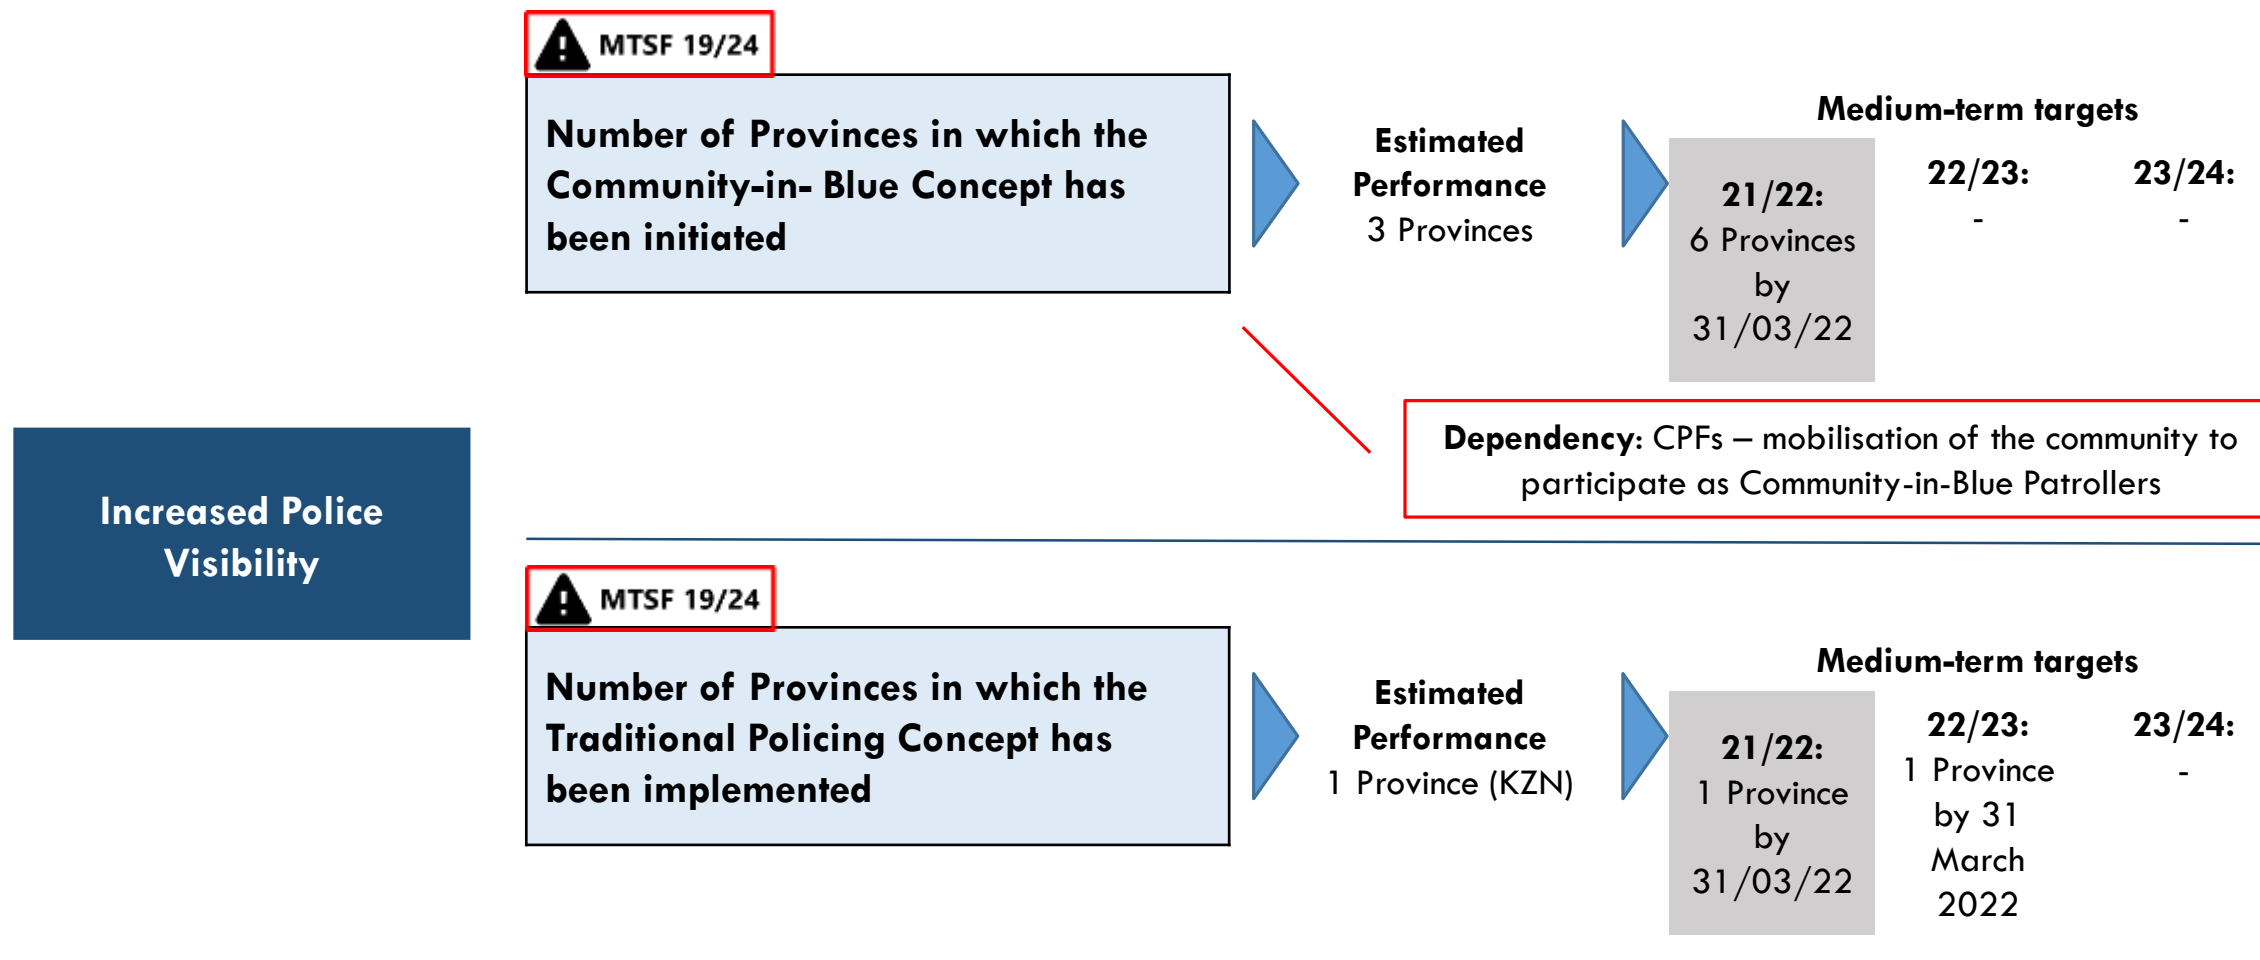 MTSF 19/24
Number of Provinces in which the
Community-in- Blue Concept has
been initiated
Estimated
Performance
3 Provinces
Medium-term targets
21/22:
6 Provinces
by
31/03/22
22/23:
-
23/24:
-
Dependency: CPFs – mobilisation of the community to
participate as Community-in-Blue Patrollers
Increased Police
Visibility
MTSF 19/24
Number of Provinces in which the
Traditional Policing Concept has
been implemented
Estimated
Performance
1 Province (KZN)
Medium-term targets
21/22:
1 Province
by
31/03/22
22/23:
1 Province
by 31
March
2022
23/24:
-